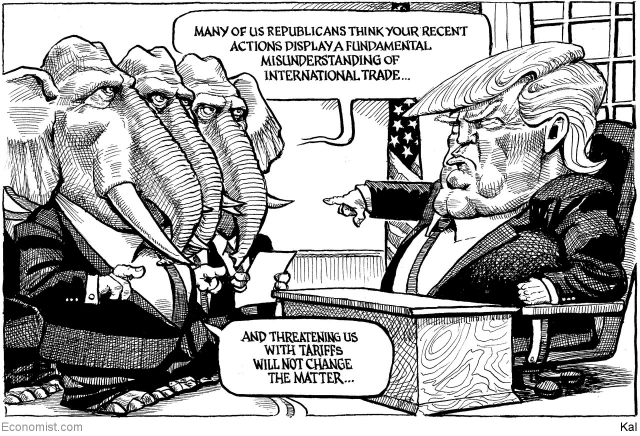 MANY OF US REPUBLICANS THINK YOUR RECENT
ACTIONS DISPLAY A FUNDAMENTAL
MISUNDERSTANDING OF
INTERNATIONAL TRADE...
AND THREATENING US
WITH TARIFFS
WILL NOT CHANGE
THE MATTER...
Economist.com
Kal